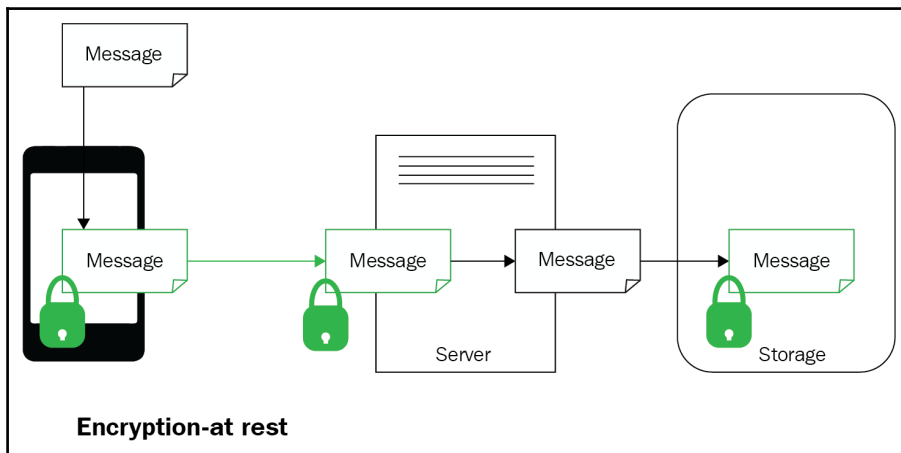 Message
Message
Message
Message
Message
Server
Storage
Encryption-at rest